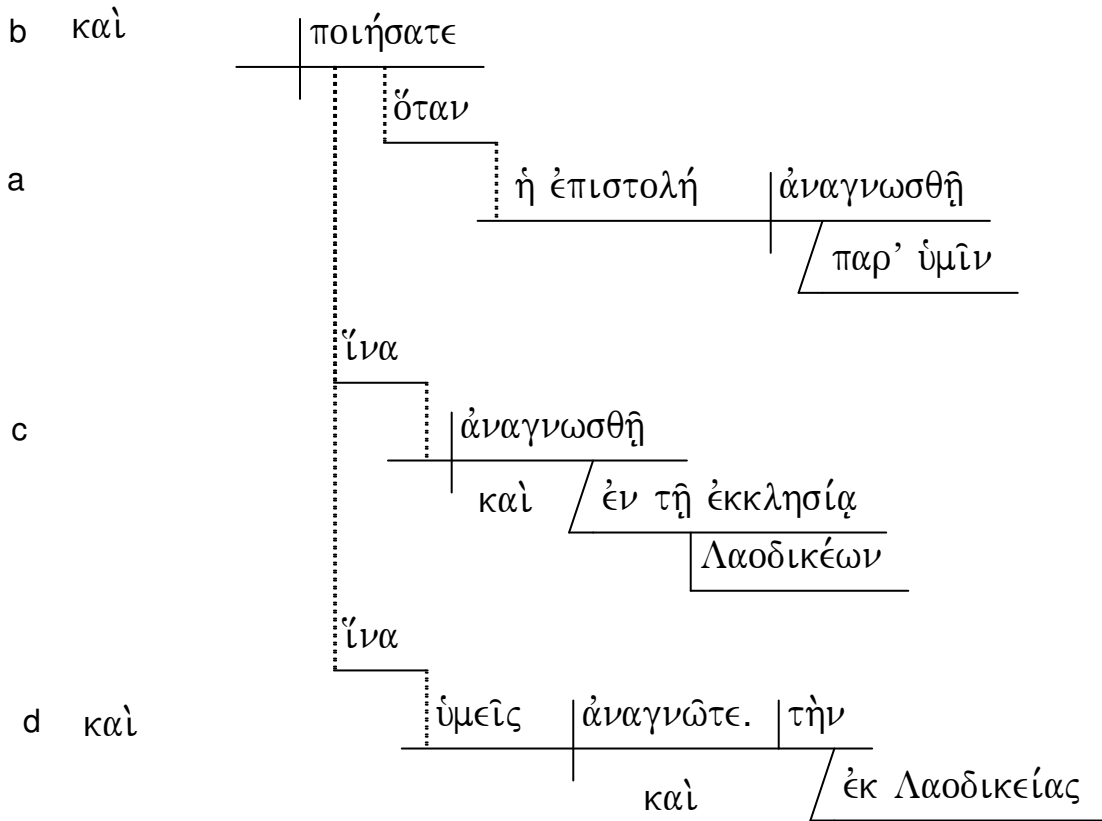 b καὶ ποιήσατε
ὅταν
a ἡ ἐπιστολή ἀναγνωσθῇ
παρ’ ὑμῖν
ἵνα
c ἀναγνωσθῇ
καὶ ἐν τῇ ἐκκλησίᾳ
Λαοδικέων
ἵνα
d καὶ ὑμεῖς ἀναγνῶτε. τὴν
καὶ ἐκ Λαοδικείας